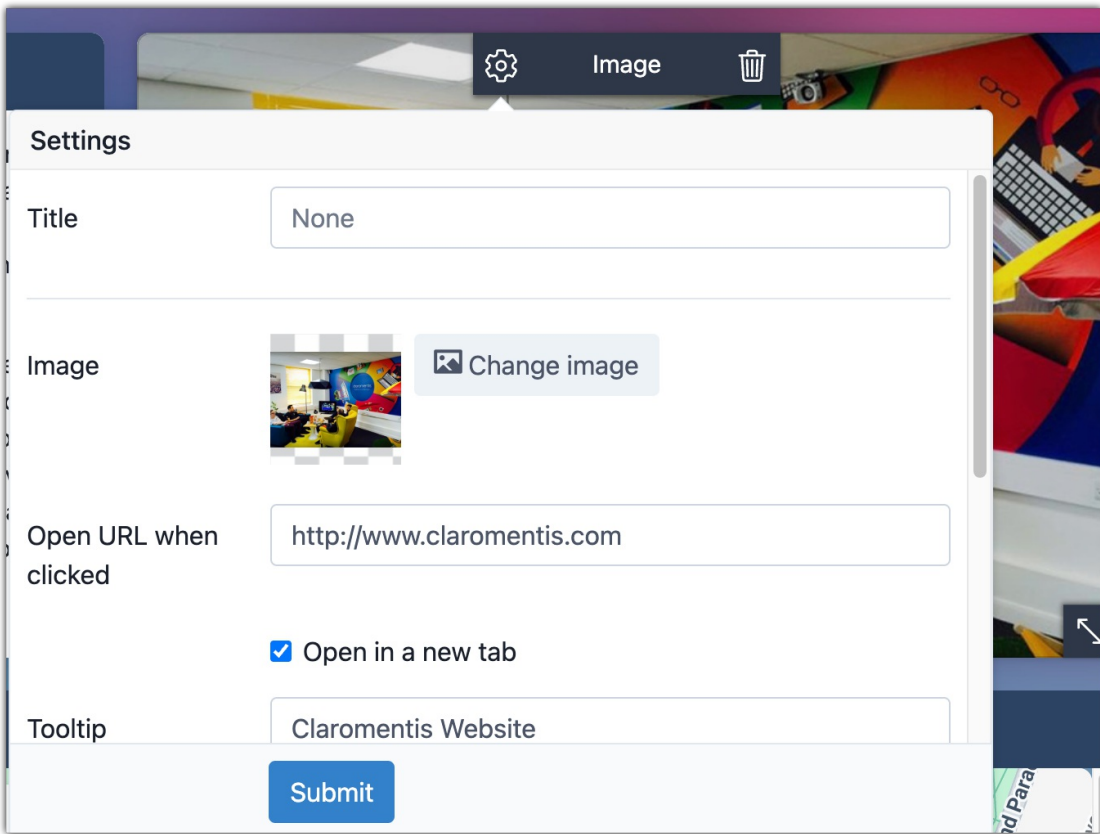 Image
Settings
Title
None
Image
Change image
Open URL when
clicked
http://www.claromentis.com
Open in a new tab
Tooltip
Claromentis Website
Submit